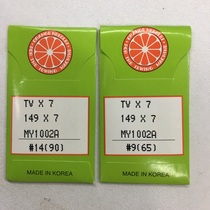 TV X 7
149 X 7
MY1002A
#14(90)
MADE IN KOREA
TV X 7
149 X 7
MY1002A
#9(65)
MADE IN KOREA